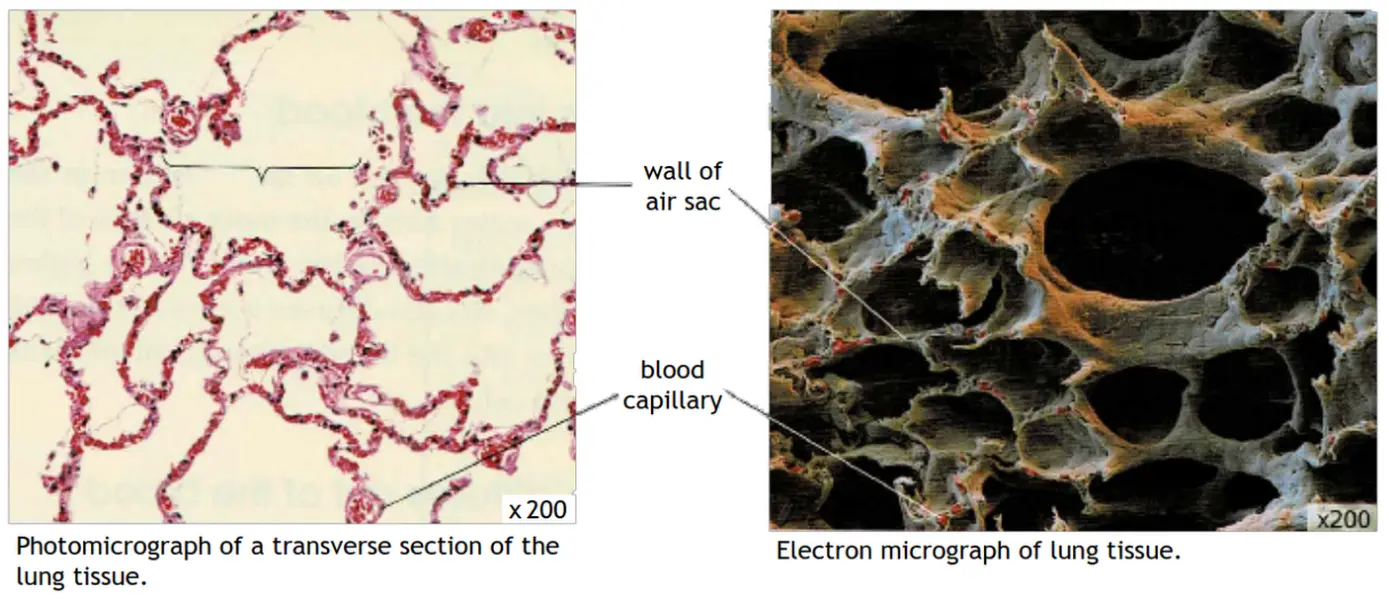 wall of
air sac
blood
capillary
x 200
x200
Photomicrograph of a transverse section of the
lung tissue.
Electron micrograph of lung tissue.